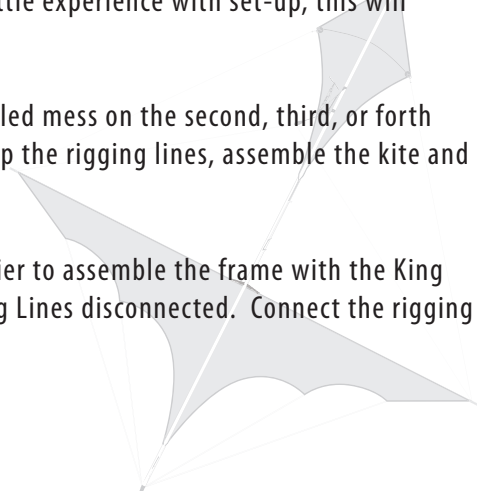 ttle experience with set-up, this will
led mess on the second, third, or forth
p the rigging lines, assemble the kite and
ier to assemble the frame with the King
g Lines disconnected.  Connect the rigging